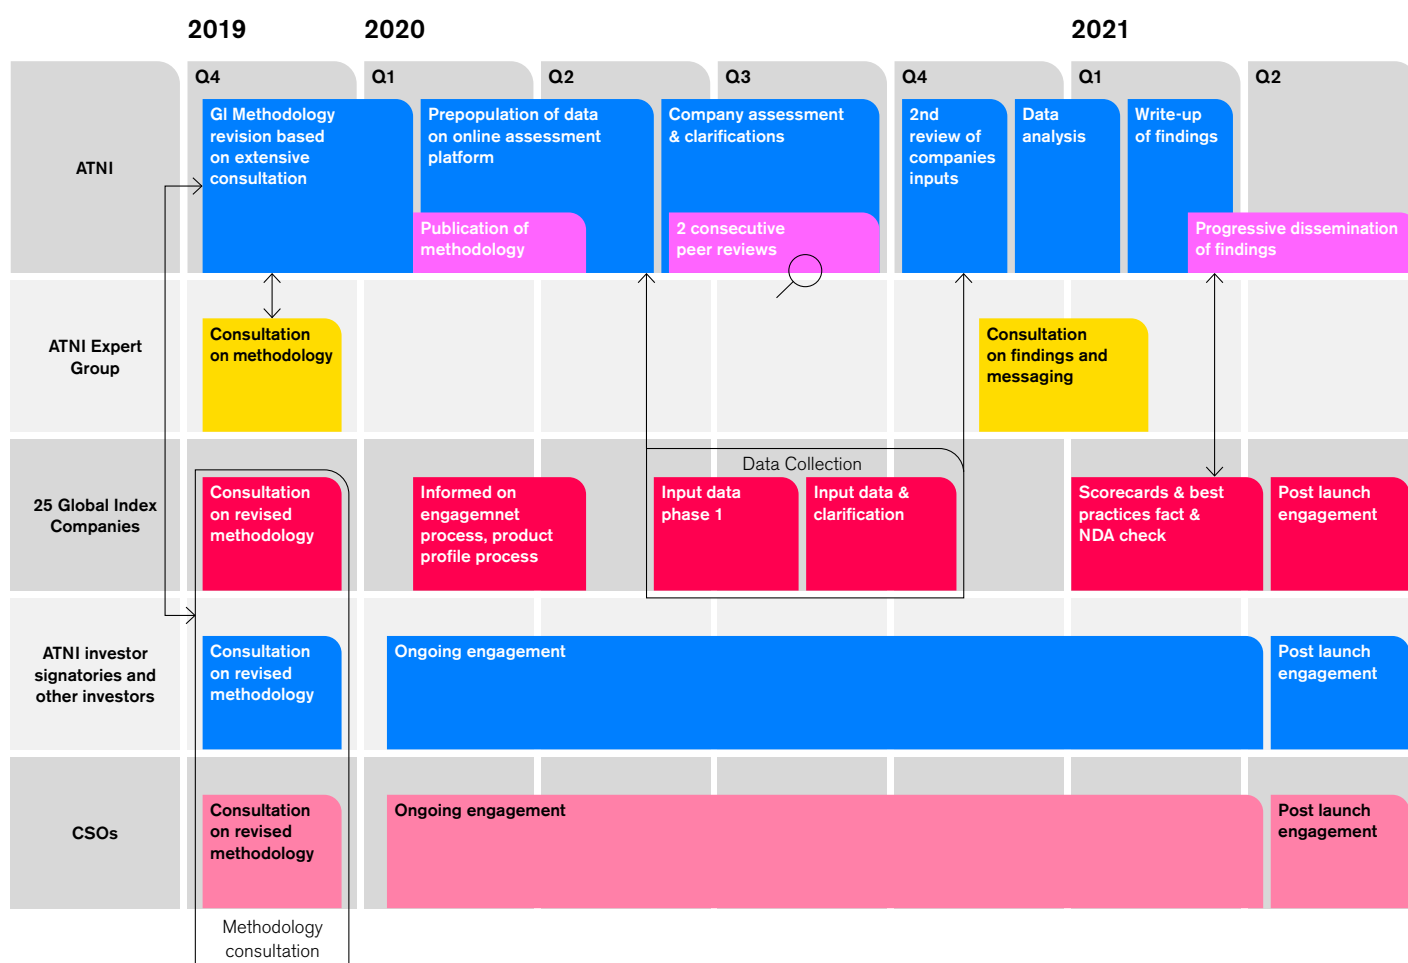 2019
2020
2021
Q4
Q1
Q2
Q3
Q4
Q1
Q2
ATNI
GI Methodology
revision based
on extensive
consultation
Prepopulation of data
on online assessment
platform
Company assessment
& clarifications
2nd
review of
companies
inputs
Data
analysis
Write-up
of findings
Publication of
methodology
2 consecutive
peer reviews
Progressive dissemination
of findings
ATNI Expert
Group
Consultation
on methodology
Consultation
on findings and
messaging
25 Global Index
Companies
Consultation
on revised
methodology
Informed on
engagemnet
process, product
profile process
Data Collection
Input data
phase 1
Input data &
clarification
Scorecards & best
practices fact &
NDA check
Post launch
engagement
ATNI investor
signatories and
other investors
Consultation
on revised
methodology
Ongoing engagement
Post launch
engagement
CSOs
Consultation
on revised
methodology
Ongoing engagement
Post launch
engagement
Methodology
consultation